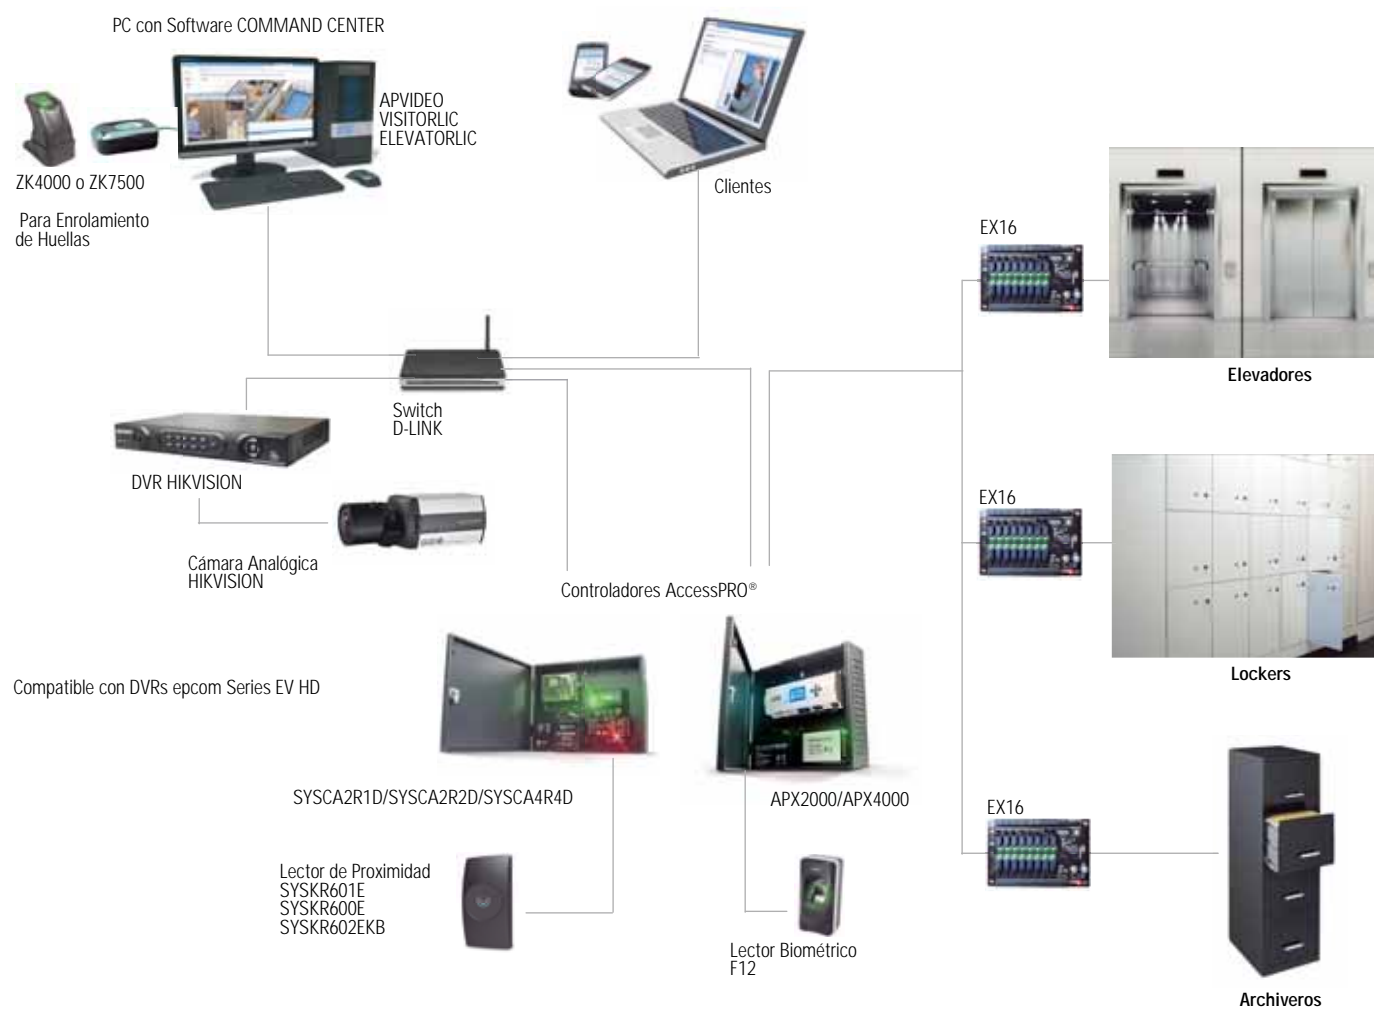 PC con Software COMMAND CENTER
APVIDEO
VISITORLIC
ELEVATORLIC
ZK4000 o ZK7500
Para Enrolamiento
de Huellas
Clientes
EX16
Elevadores
Switch
D-LINK
DVR HIKVISION
Cámara Analógica
HIKVISION
EX16
Lockers
Controladores AccessPRO®
Compatible con DVRs epcom Series EV HD
SYSCA2R1D/SYSCA2R2D/SYSCA4R4D
APX2000/APX4000
EX16
Lector de Proximidad
SYSKR601E
SYSKR600E
SYSKR602EKB
Lector Biométrico
F12
Archiveros